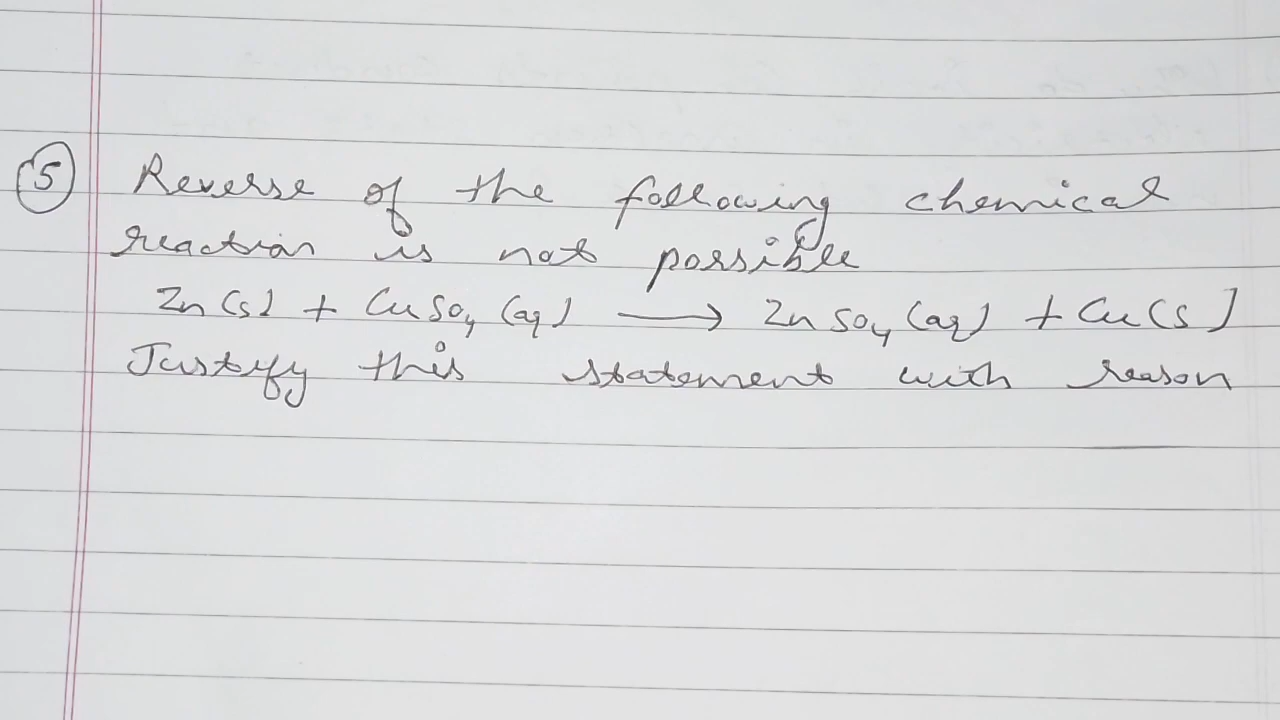 5 Reverse of the following chemical
reaction is not possible
Zn(s) + CuSO4 (aq) → ZnSO4 (aq) + Cu(s)
Justify this statement with reason